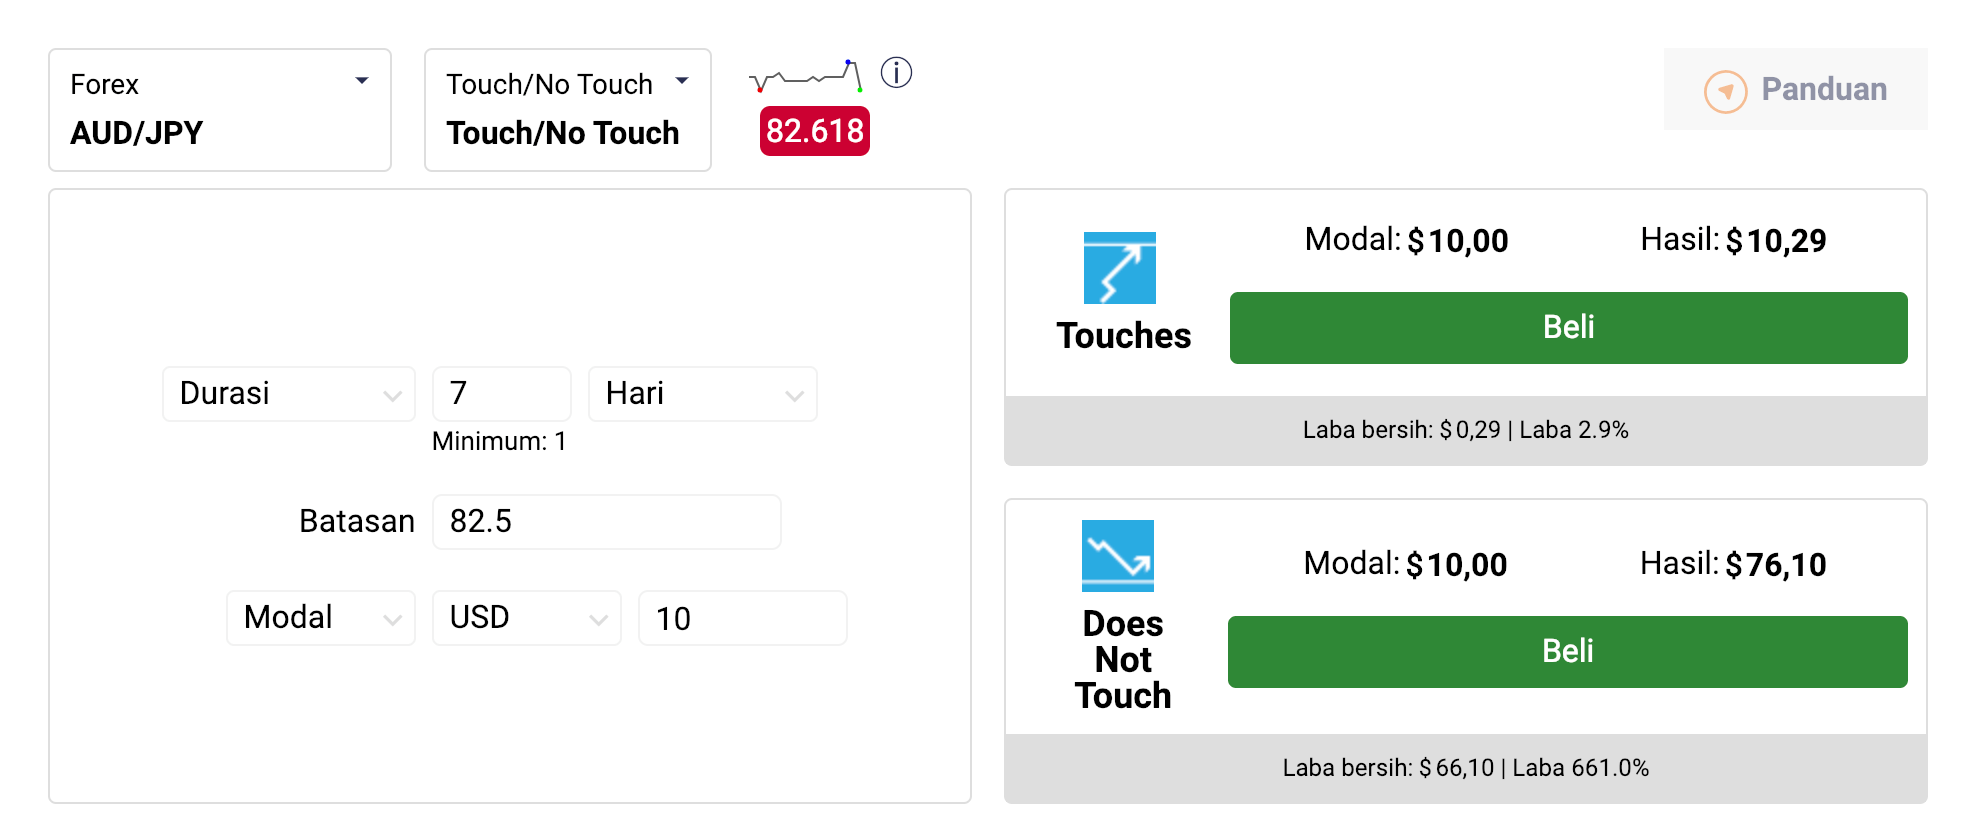 Forex
AUD/JPY
Touch/No Touch
Touch/No Touch
82.618
Panduan
Durasi 7 Hari
Minimum: 1
Batasan 82.5
Modal USD 10
Modal: $10,00 Hasil: $10,29
Touches
Beli
Laba bersih: $0,29 | Laba 2.9%
Modal: $10,00 Hasil: $76,10
Does
Not
Touch
Beli
Laba bersih: $66,10 | Laba 661.0%